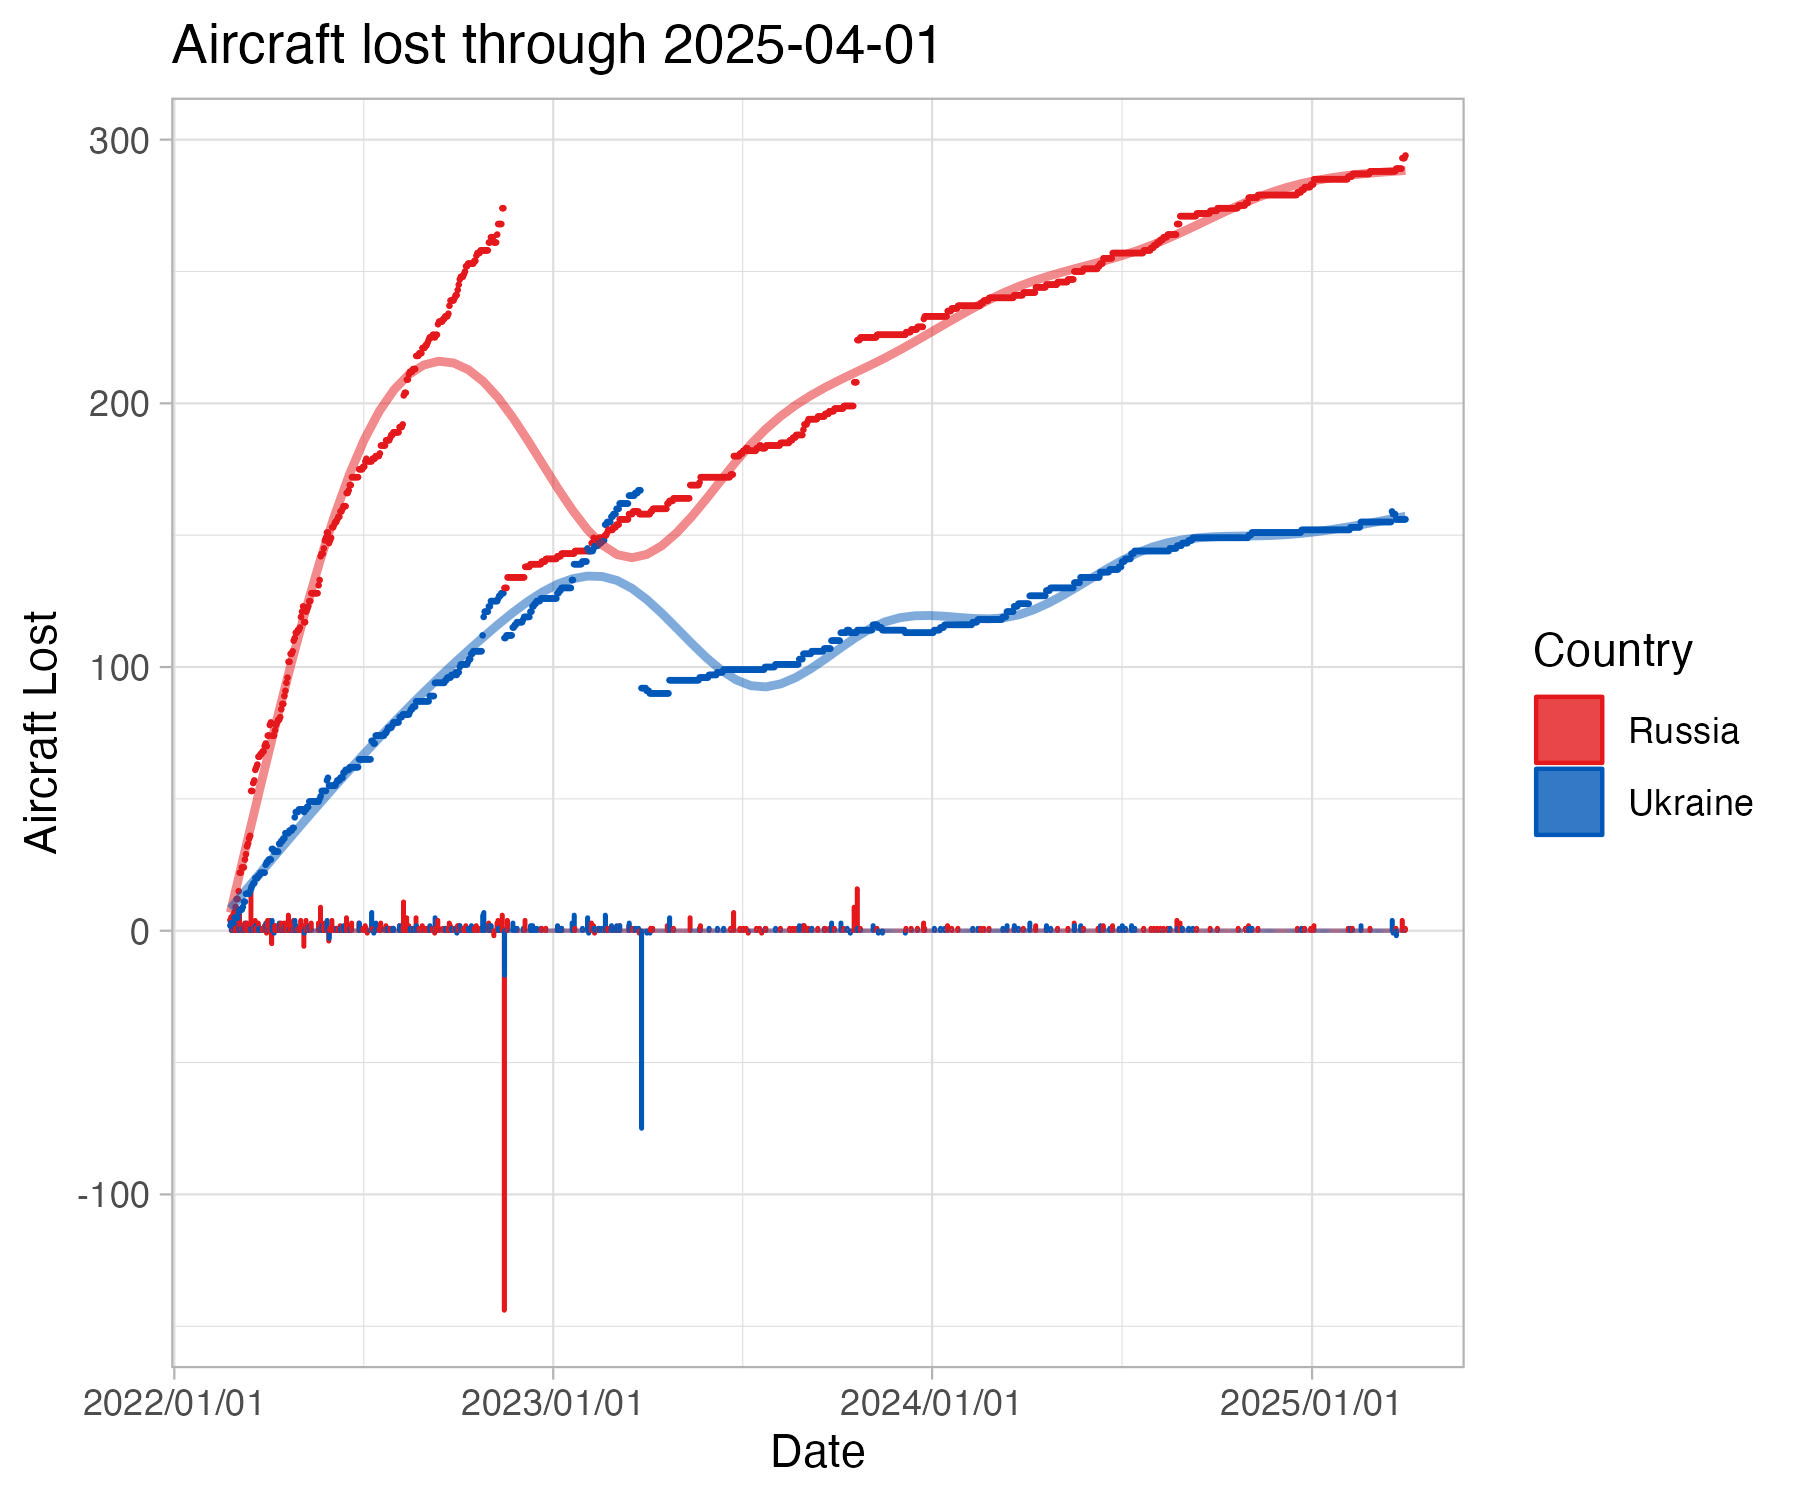 Aircraft lost through 2025-04-01
300
200
100
0
-100
Aircraft Lost
2022/01/01
2023/01/01
2024/01/01
2025/01/01
Date
Country
Russia
Ukraine